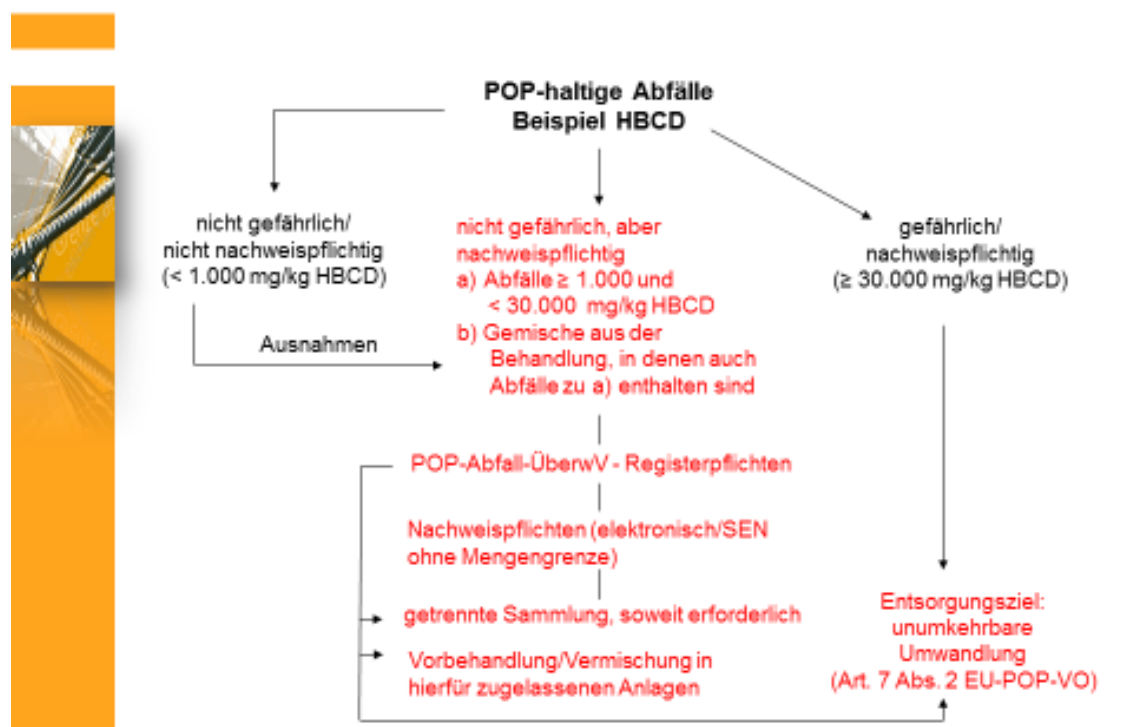 POP-haltige Abfälle
Beispiel HBCD
nicht gefährlich/
nicht nachweispflichtig
(< 1.000 mg/kg HBCD)
Ausnahmen
nicht gefährlich, aber
nachweispflichtig
a) Abfälle ≥ 1.000 und
< 30.000 mg/kg HBCD
b) Gemische aus der
Behandlung, in denen auch
Abfälle zu a) enthalten sind
gefährlich/
nachweispflichtig
(≥ 30.000 mg/kg HBCD)
POP-Abfall-ÜberwV - Registerpflichten
Nachweispflichten (elektronisch/SEN
ohne Mengengrenze)
getrennte Sammlung, soweit erforderlich
Vorbehandlung/Vermischung in
hierfür zugelassenen Anlagen
Entsorgungsziel:
unumkehrbare
Umwandlung
(Art. 7 Abs. 2 EU-POP-VO)